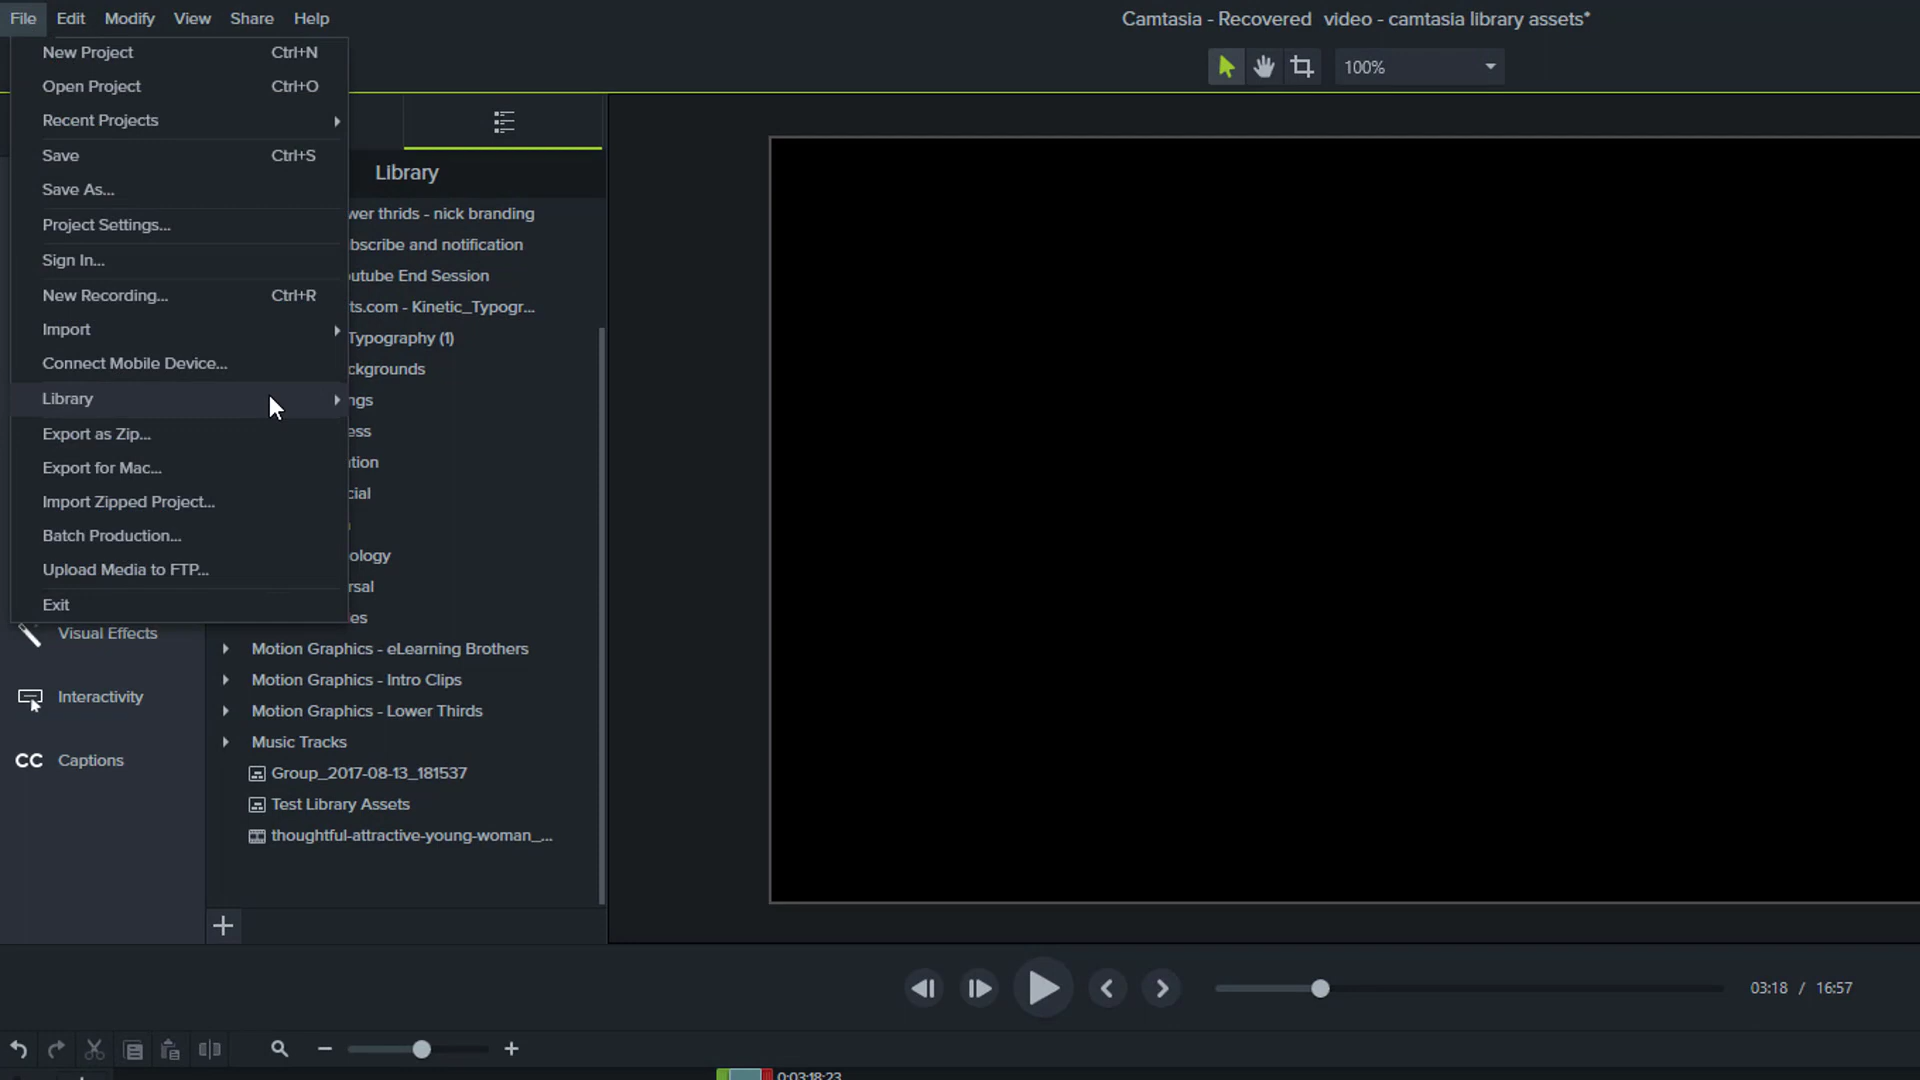 File Edit Modify View Share Help
Camtasia - Recovered video - camtasia library assets*
New Project Ctrl+N
Open Project Ctrl+O
Recent Projects
Save Ctrl+S
Save As...
Project Settings...
Sign In...
New Recording... Ctrl+R
Import
Connect Mobile Device...
Library
Export as Zip...
Export for Mac...
Import Zipped Project...
Batch Production...
Upload Media to FTP...
Exit
100%
Library
wer thrids - nick branding
bscribe and notification
outube End Session
ts.com - Kinetic_Typogr...
Typography (1)
ckgrounds
ngs
ess
tion
cial
ology
rsal
es
Motion Graphics - eLearning Brothers
Motion Graphics - Intro Clips
Motion Graphics - Lower Thirds
Music Tracks
Group_2017-08-13_181537
Test Library Assets
thoughtful-attractive-young-woman_...
Visual Effects
Interactivity
CC Captions
03:18 / 16:57
0:03:18;23